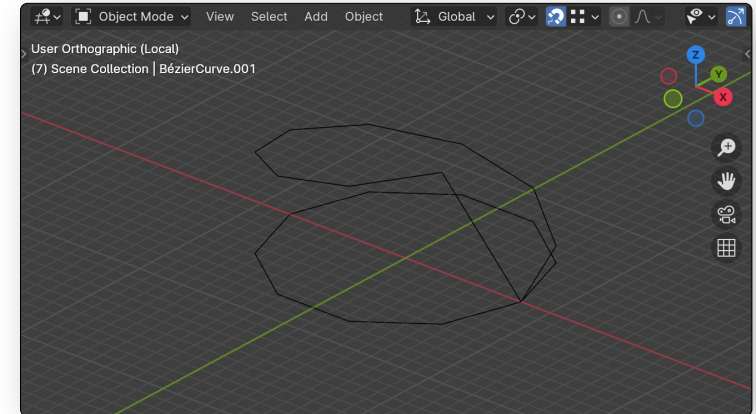 Object Mode View Select Add Object Global
User Orthographic (Local)
(7) Scene Collection | BézierCurve.001
Z
Y
X